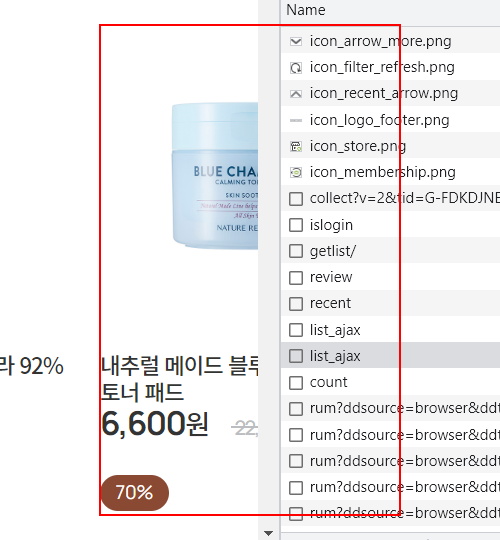 Name
icon_arrow_more.png
icon_filter_refresh.png
icon_recent_arrow.png
icon_logo_footer.png
icon_store.png
icon_membership.png
collect?v=2&tid=G-FDKDJNE
islogin
getlist/
review
recent
list_ajax
list_ajax
count
rum?ddsource=browser&ddt
rum?ddsource=browser&ddt
rum?ddsource=browser&ddt
rum?ddsource=browser&ddt
rum?ddsource=browser&ddt
BLUE CHAM
CALMING TO
SKIN SOOT
Natural Made Line helps
All Skin
NATURE RE
라 92%
내추럴 메이드 블루
토너 패드
6,600원 22,
70%